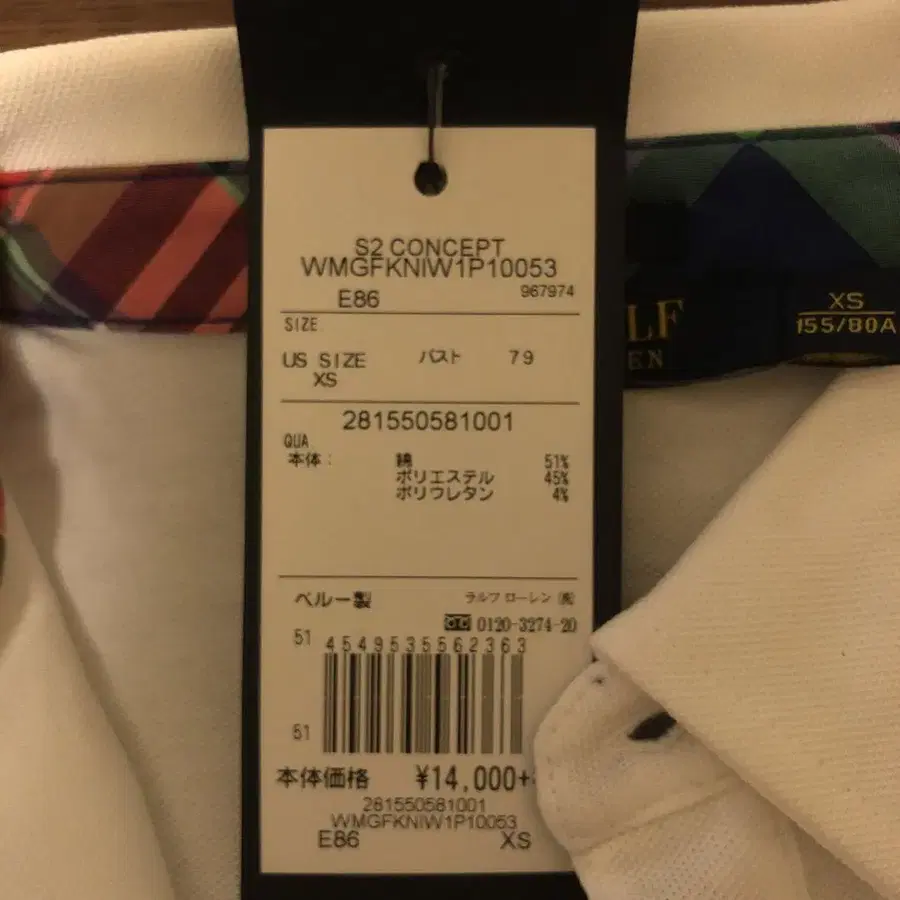 S2 CONCEPT
WMGFKNIW1P10053
E86 967974
SIZE
US SIZE バスト 79
XS
281550581001
QUA
本体: 綿 51%
ポリエステル 45%
ポリウレタン 4%
ペルー製 ラルフ ローレン ㈱
0120-3274-20
51 4549535562363
51
本体価格 ¥14,000+
281550581001
WMGFKNIW1P10053
E86 XS
LF
EN
XS
155/80A